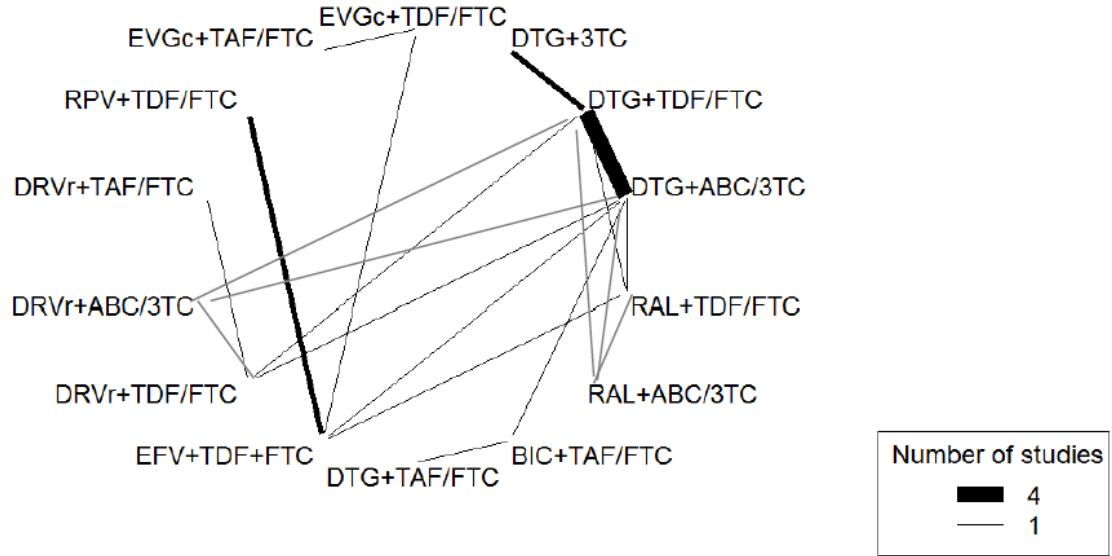 EVGc+TDF/FTC
EVGc+TAF/FTC
DTG+3TC
RPV+TDF/FTC
DTG+TDF/FTC
DRVr+TAF/FTC
DTG+ABC/3TC
DRVr+ABC/3TC
RAL+TDF/FTC
DRVr+TDF/FTC
RAL+ABC/3TC
EFV+TDF+FTC
BIC+TAF/FTC
DTG+TAF/FTC
Number of studies
4
1